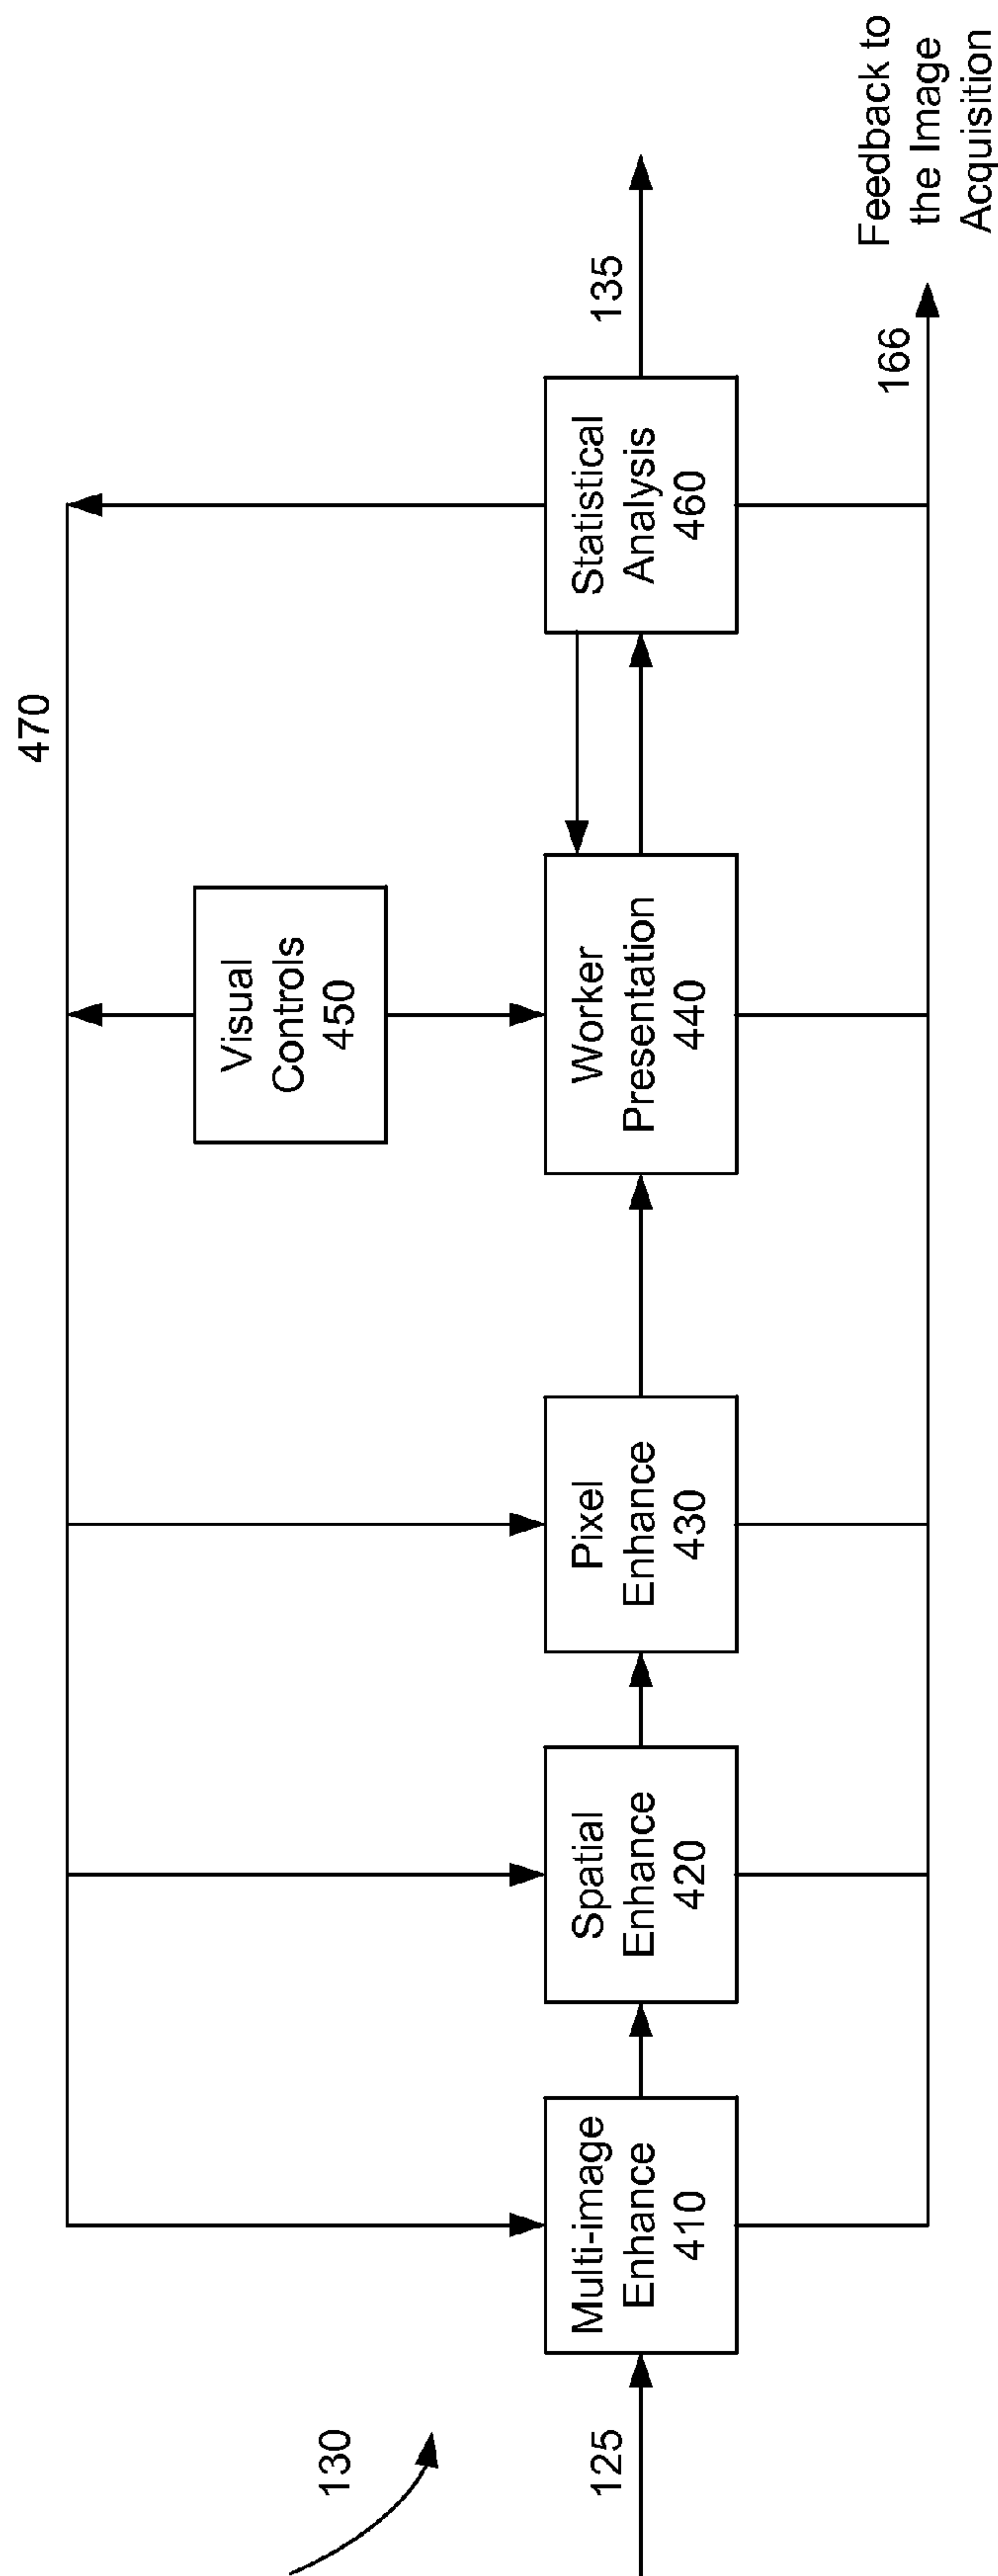 470
Visual
Controls
450
130
125
Multi-image
Enhance
410
Spatial
Enhance
420
Pixel
Enhance
430
Worker
Presentation
440
Statistical
Analysis
460
135
166
Feedback to
the Image
Acquisition